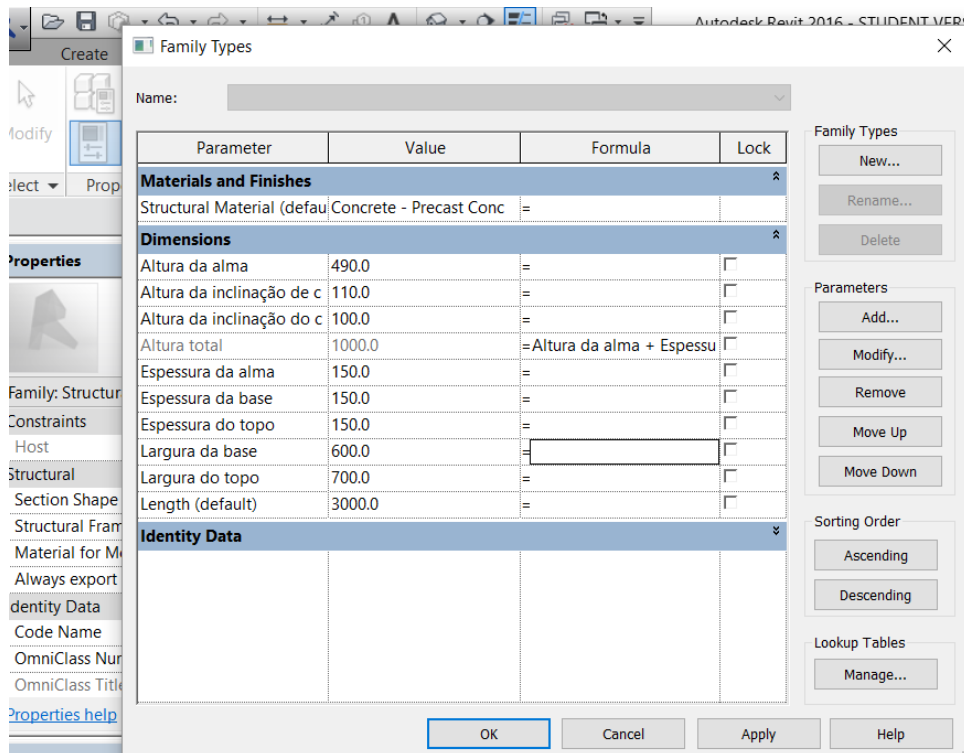 Autodesk Revit 2016 - STUDENT VERS
Create
Modify
elect
Prop
Properties
Family: Structur
Constraints
Host
Structural
Section Shape
Structural Fram
Material for Me
Always export
dentity Data
Code Name
OmniClass Nur
OmniClass Title
Properties help
Family Types
Name:
Parameter Value Formula Lock
Materials and Finishes
Structural Material (defau Concrete - Precast Conc =
Dimensions
Altura da alma 490.0 =
Altura da inclinação de c 110.0 =
Altura da inclinação do c 100.0 =
Altura total 1000.0 =Altura da alma + Espessu
Espessura da alma 150.0 =
Espessura da base 150.0 =
Espessura do topo 150.0 =
Largura da base 600.0 =
Largura do topo 700.0 =
Length (default) 3000.0 =
Identity Data
Family Types
New...
Rename...
Delete
Parameters
Add...
Modify...
Remove
Move Up
Move Down
Sorting Order
Ascending
Descending
Lookup Tables
Manage...
OK Cancel Apply Help